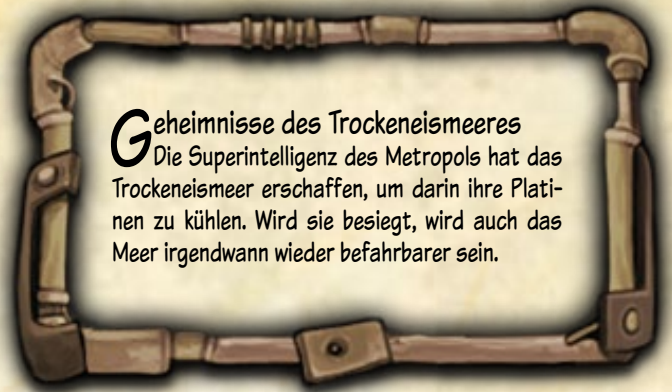 Geheimnisse des Trockeneismeeres
Die Superintelligenz des Metropols hat das
Trockeneismeer erschaffen, um darin ihre Plati-
nen zu kühlen. Wird sie besiegt, wird auch das
Meer irgendwann wieder befahrbarer sein.